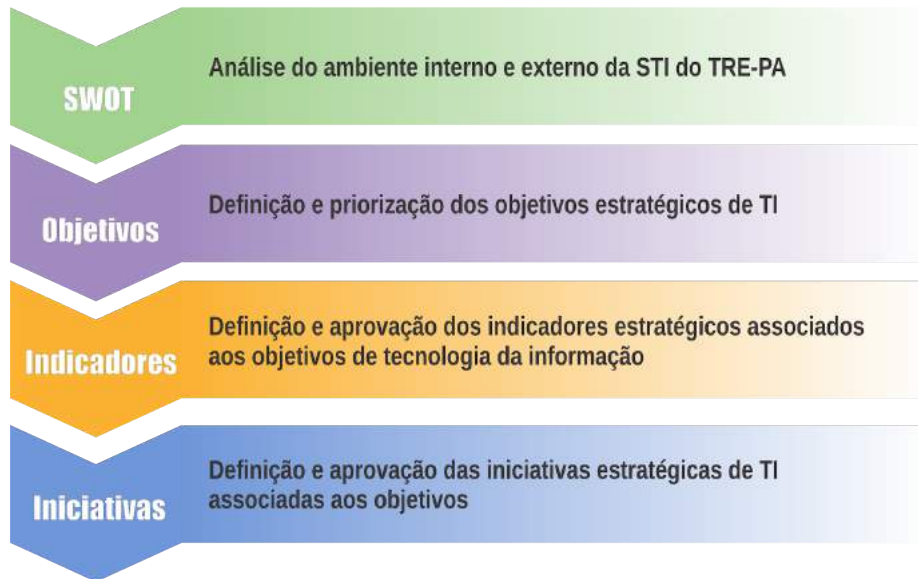 SWOT
Análise do ambiente interno e externo da STI do TRE-PA
Objetivos
Definição e priorização dos objetivos estratégicos de TI
Indicadores
Definição e aprovação dos indicadores estratégicos associados
aos objetivos de tecnologia da informação
Iniciativas
Definição e aprovação das iniciativas estratégicas de TI
associadas aos objetivos